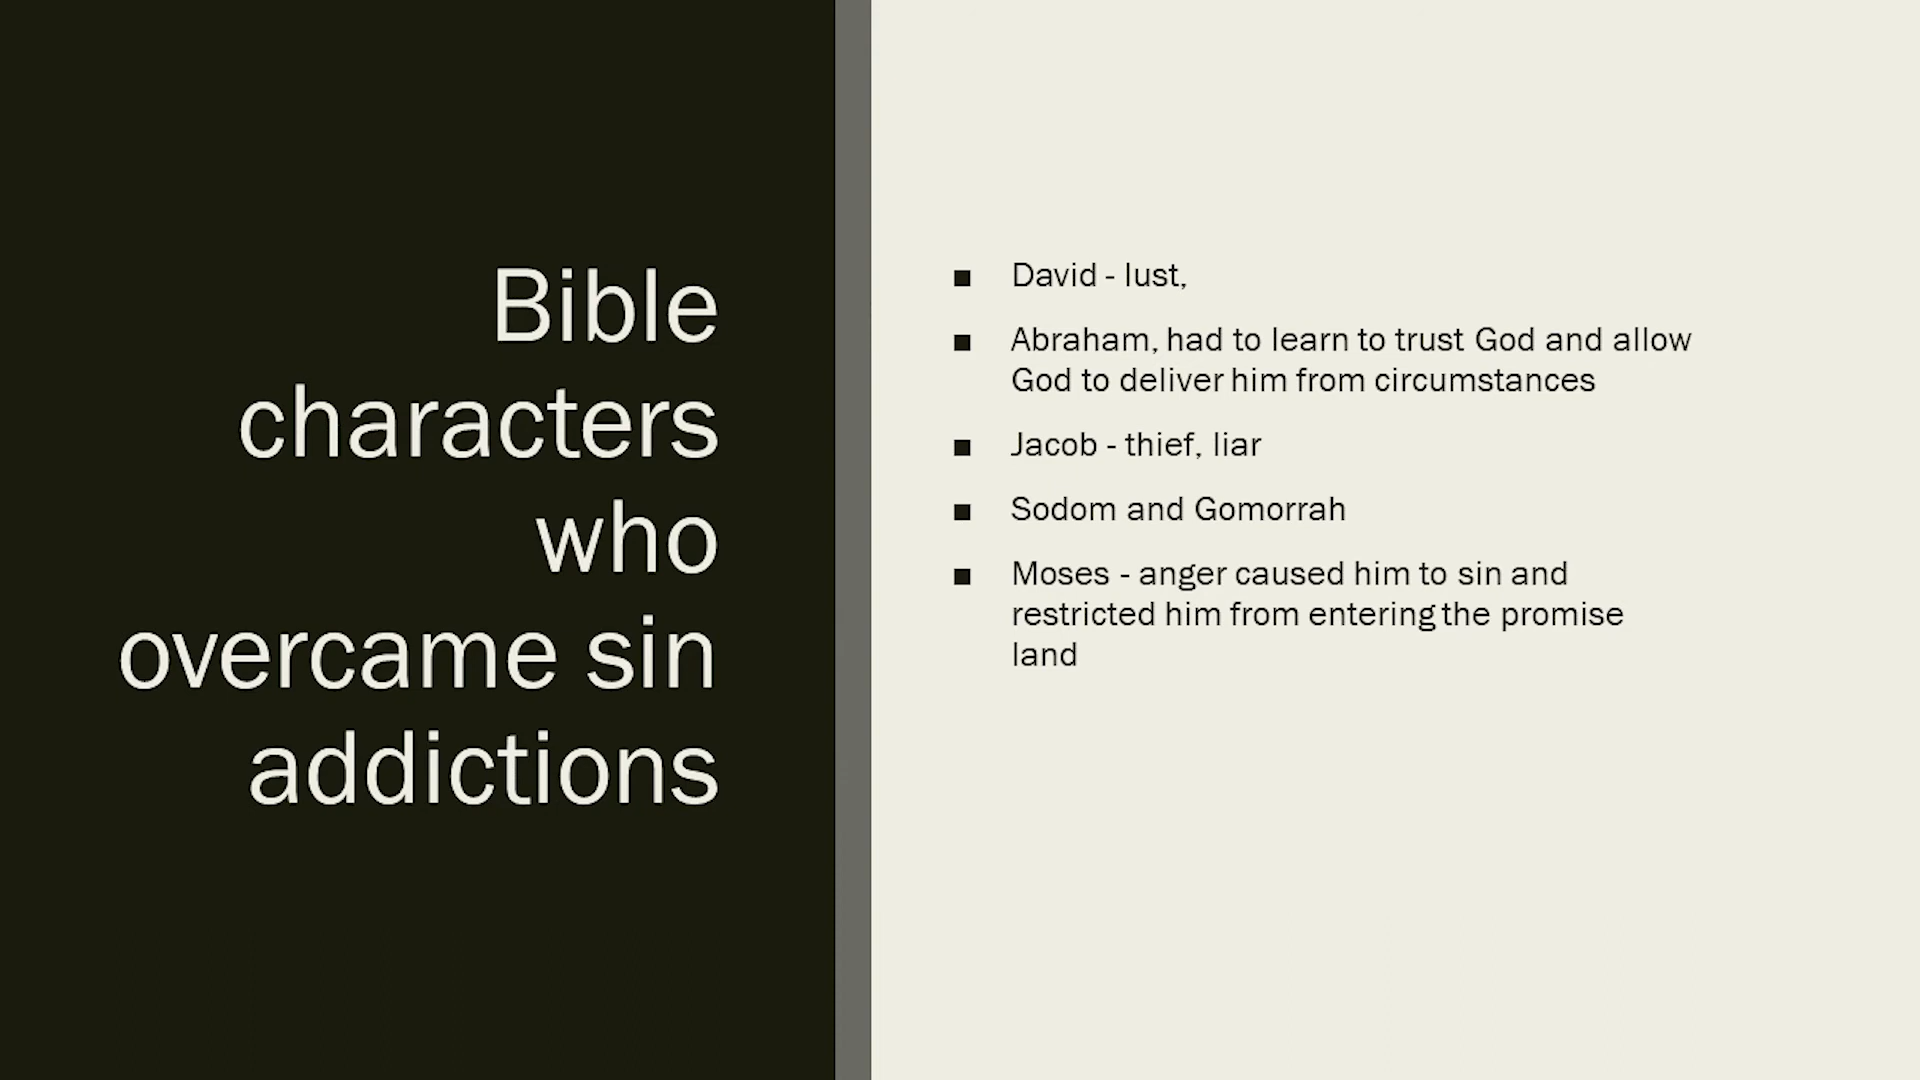 Bible
characters
who
overcame sin
addictions
■ David - lust,
■ Abraham, had to learn to trust God and allow
God to deliver him from circumstances
■ Jacob - thief, liar
■ Sodom and Gomorrah
■ Moses - anger caused him to sin and
restricted him from entering the promise
land